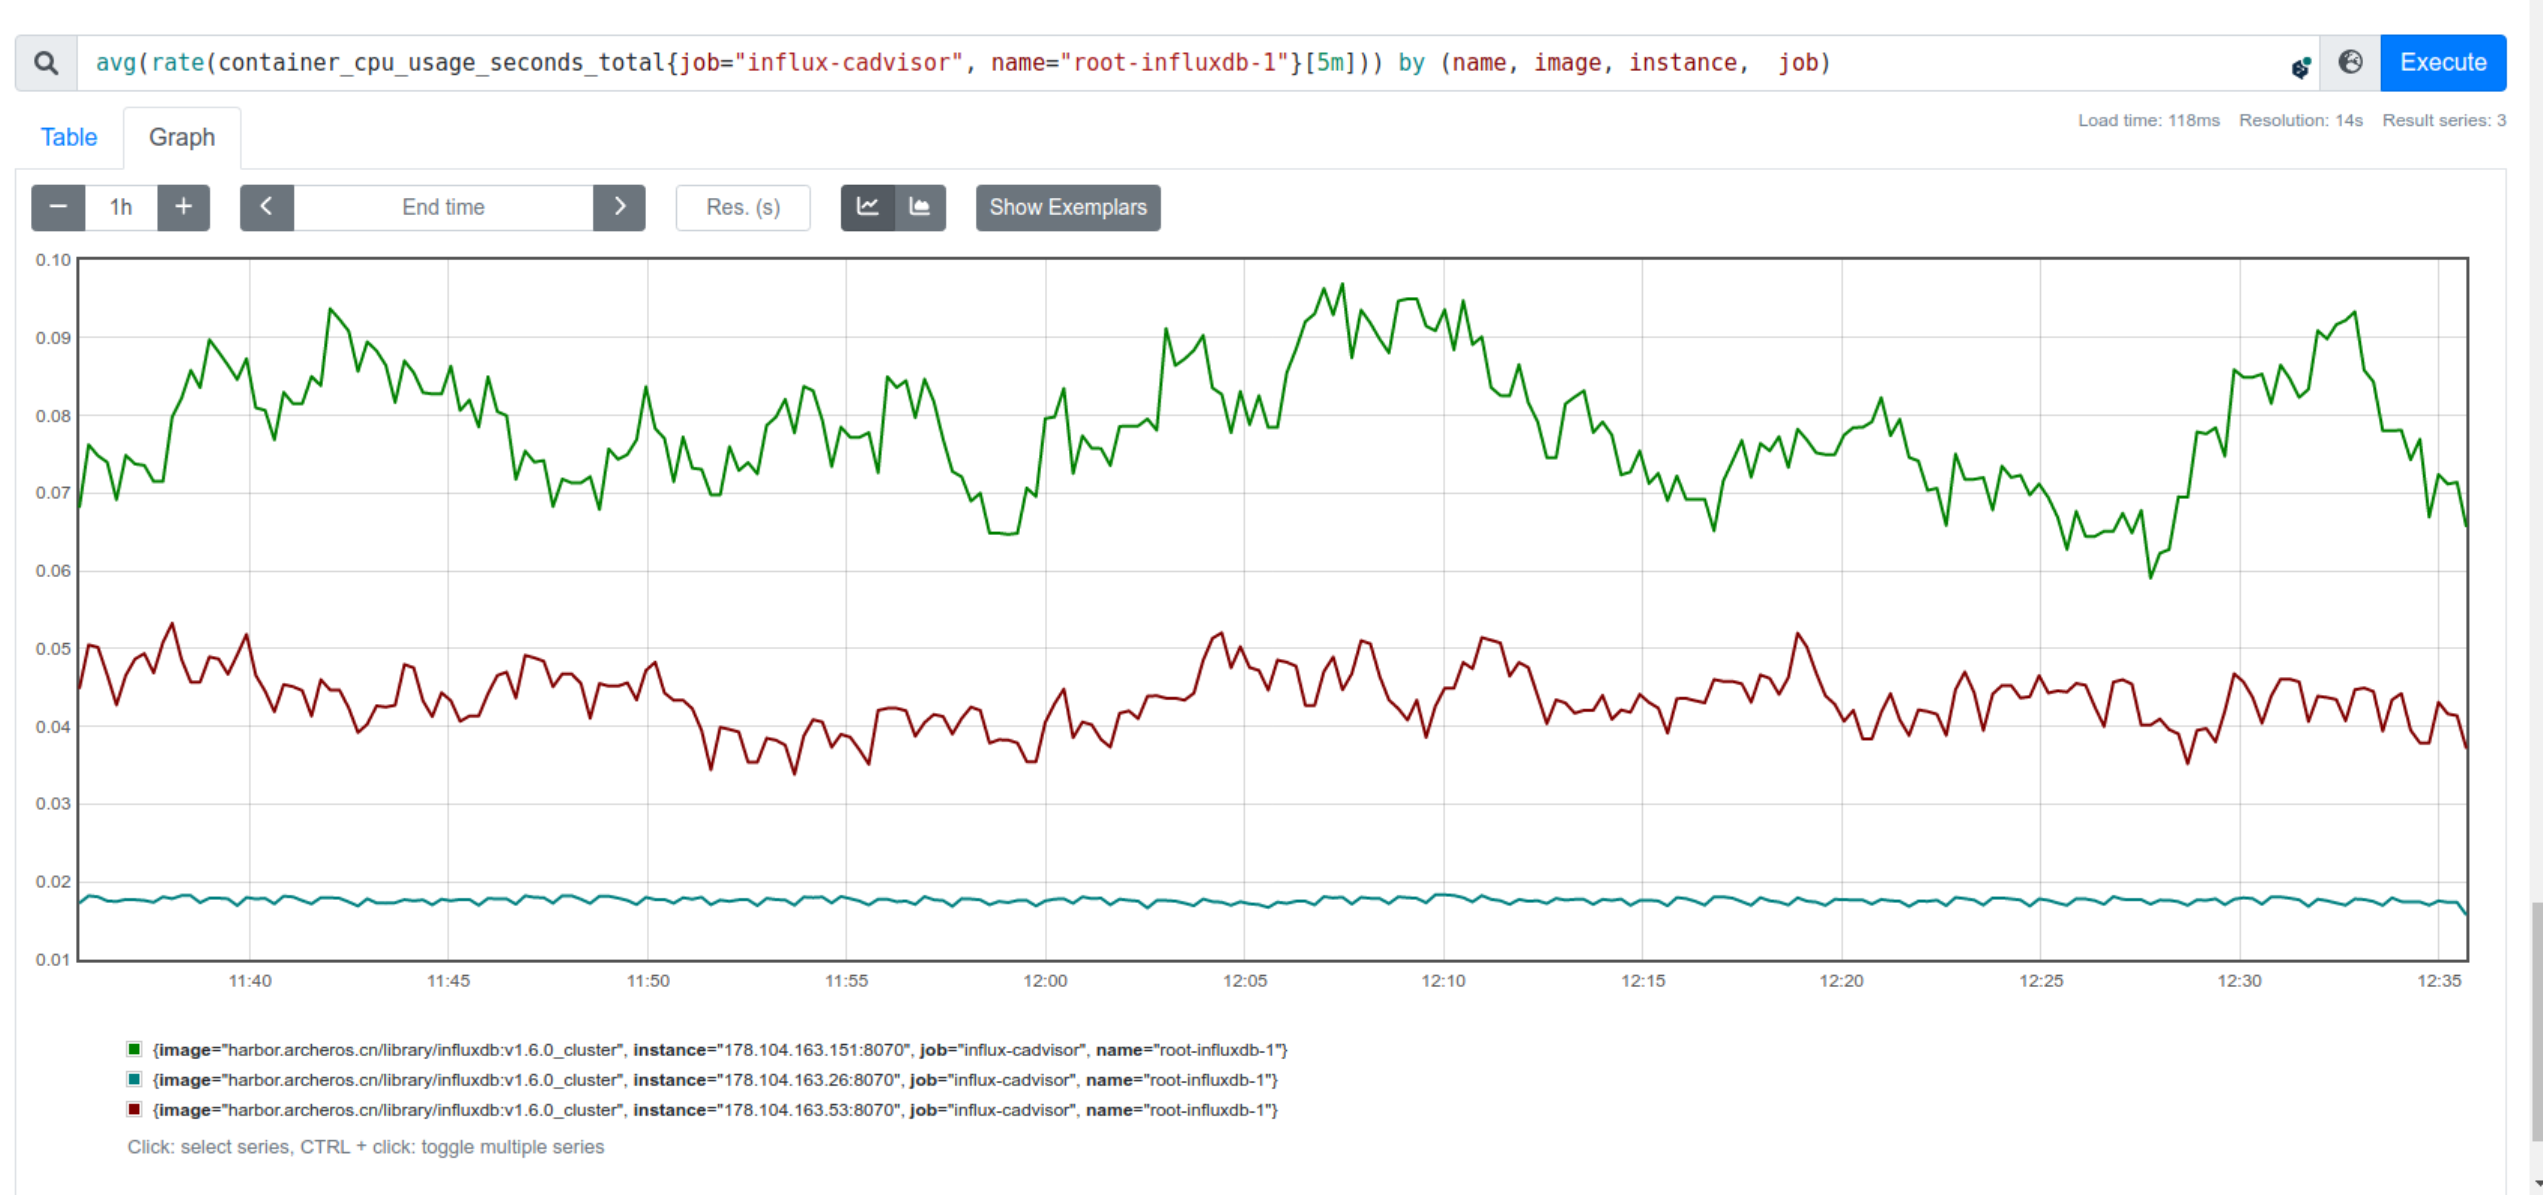 avg(rate(container_cpu_usage_seconds_total{job="influx-cadvisor", name="root-influxdb-1"}[5m])) by (name, image, instance,  job)
Execute
Table
Graph
Load time: 118ms Resolution: 14s Result series: 3
1h
End time
Res. (s)
Show Exemplars
0.10
0.09
0.08
0.07
0.06
0.05
0.04
0.03
0.02
0.01
11:40 11:45 11:50 11:55 12:00 12:05 12:10 12:15 12:20 12:25 12:30 12:35
{image="harbor.archeros.cn/library/influxdb:v1.6.0_cluster", instance="178.104.163.151:8070", job="influx-cadvisor", name="root-influxdb-1"}
{image="harbor.archeros.cn/library/influxdb:v1.6.0_cluster", instance="178.104.163.26:8070", job="influx-cadvisor", name="root-influxdb-1"}
{image="harbor.archeros.cn/library/influxdb:v1.6.0_cluster", instance="178.104.163.53:8070", job="influx-cadvisor", name="root-influxdb-1"}
Click: select series, CTRL + click: toggle multiple series